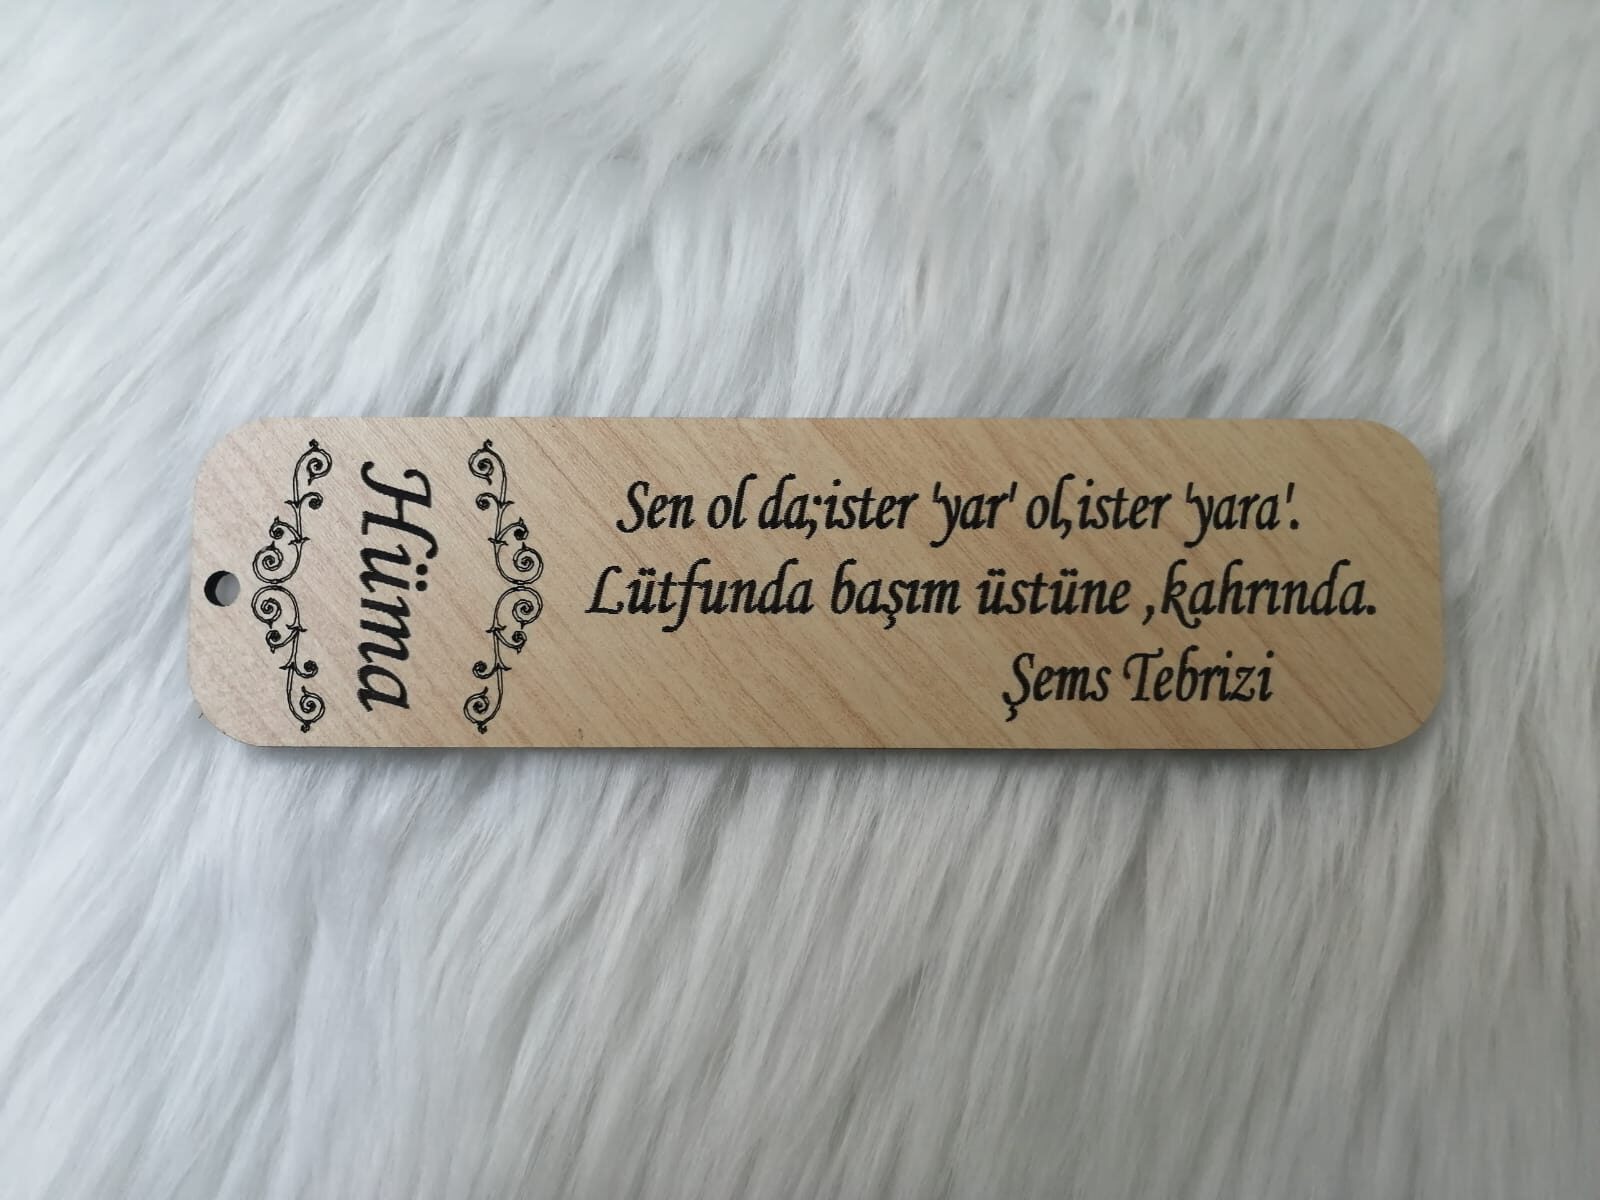 Hüma
Sen ol da;ister 'yar' ol,ister 'yara'.
Lütfunda başım üstüne ,kahrında.
Şems Tebrizi